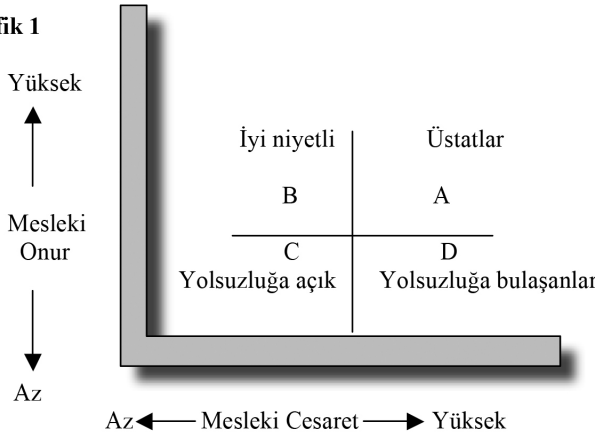 fik 1
Yüksek
Mesleki
Onur
Az
İyi niyetli Üstatlar
B A
C D
Yolsuzluğa açık Yolsuzluğa bulaşanlar
Az Mesleki Cesaret Yüksek